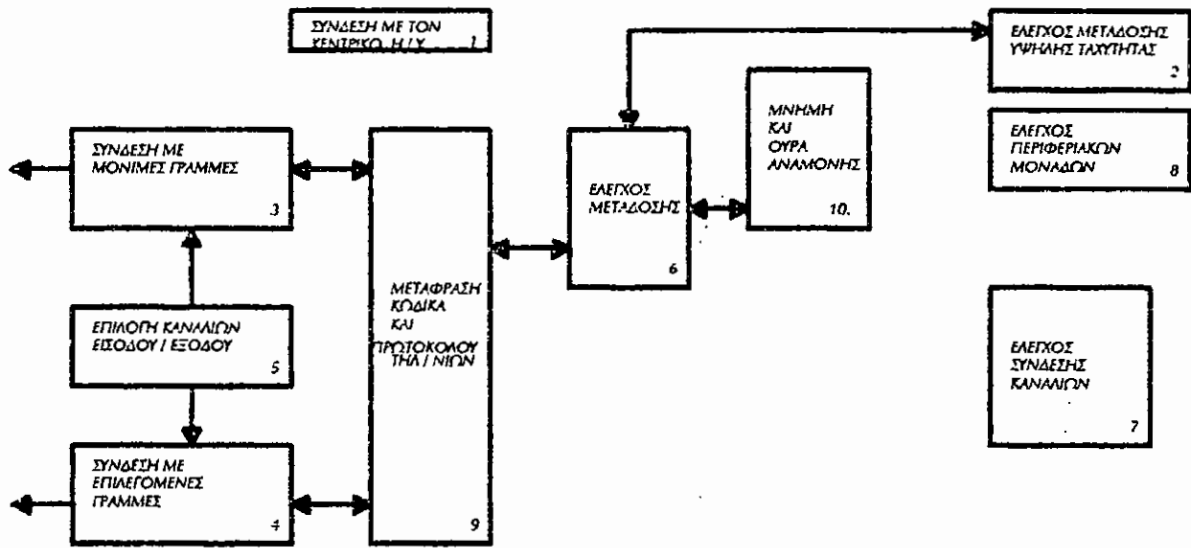 ΣΥΝΔΕΣΗ ΜΕ ΤΟΝ
ΚΕΝΤΡΙΚΟ Η / Υ
1
ΕΛΕΓΧΟΣ ΜΕΤΑΔΟΣΗΣ
ΥΨΗΛΗΣ ΤΑΧΥΤΗΤΑΣ
2
ΜΝΗΜΗ
ΚΑΙ
ΟΥΡΑ
ΑΝΑΜΟΝΗΣ
10.
ΕΛΕΓΧΟΣ
ΠΕΡΙΦΕΡΙΑΚΩΝ
ΜΟΝΑΔΩΝ
8
ΣΥΝΔΕΣΗ ΜΕ
ΜΟΝΙΜΕΣ ΓΡΑΜΜΕΣ
3
ΕΛΕΓΧΟΣ
ΜΕΤΑΔΟΣΗΣ
6
ΜΕΤΑΦΡΑΣΗ
ΚΩΔΙΚΑ
ΚΑΙ
ΠΡΩΤΟΚΟΛΟΥ
ΤΗΛ / ΝΙΩΝ
9
ΕΠΙΛΟΓΗ ΚΑΝΑΛΙΩΝ
ΕΙΣΟΔΟΥ / ΕΞΟΔΟΥ
5
ΕΛΕΓΧΟΣ
ΣΥΝΔΕΣΗΣ
ΚΑΝΑΛΙΩΝ
7
ΣΥΝΔΕΣΗ ΜΕ
ΕΠΙΛΕΓΟΜΕΝΕΣ
ΓΡΑΜΜΕΣ
4